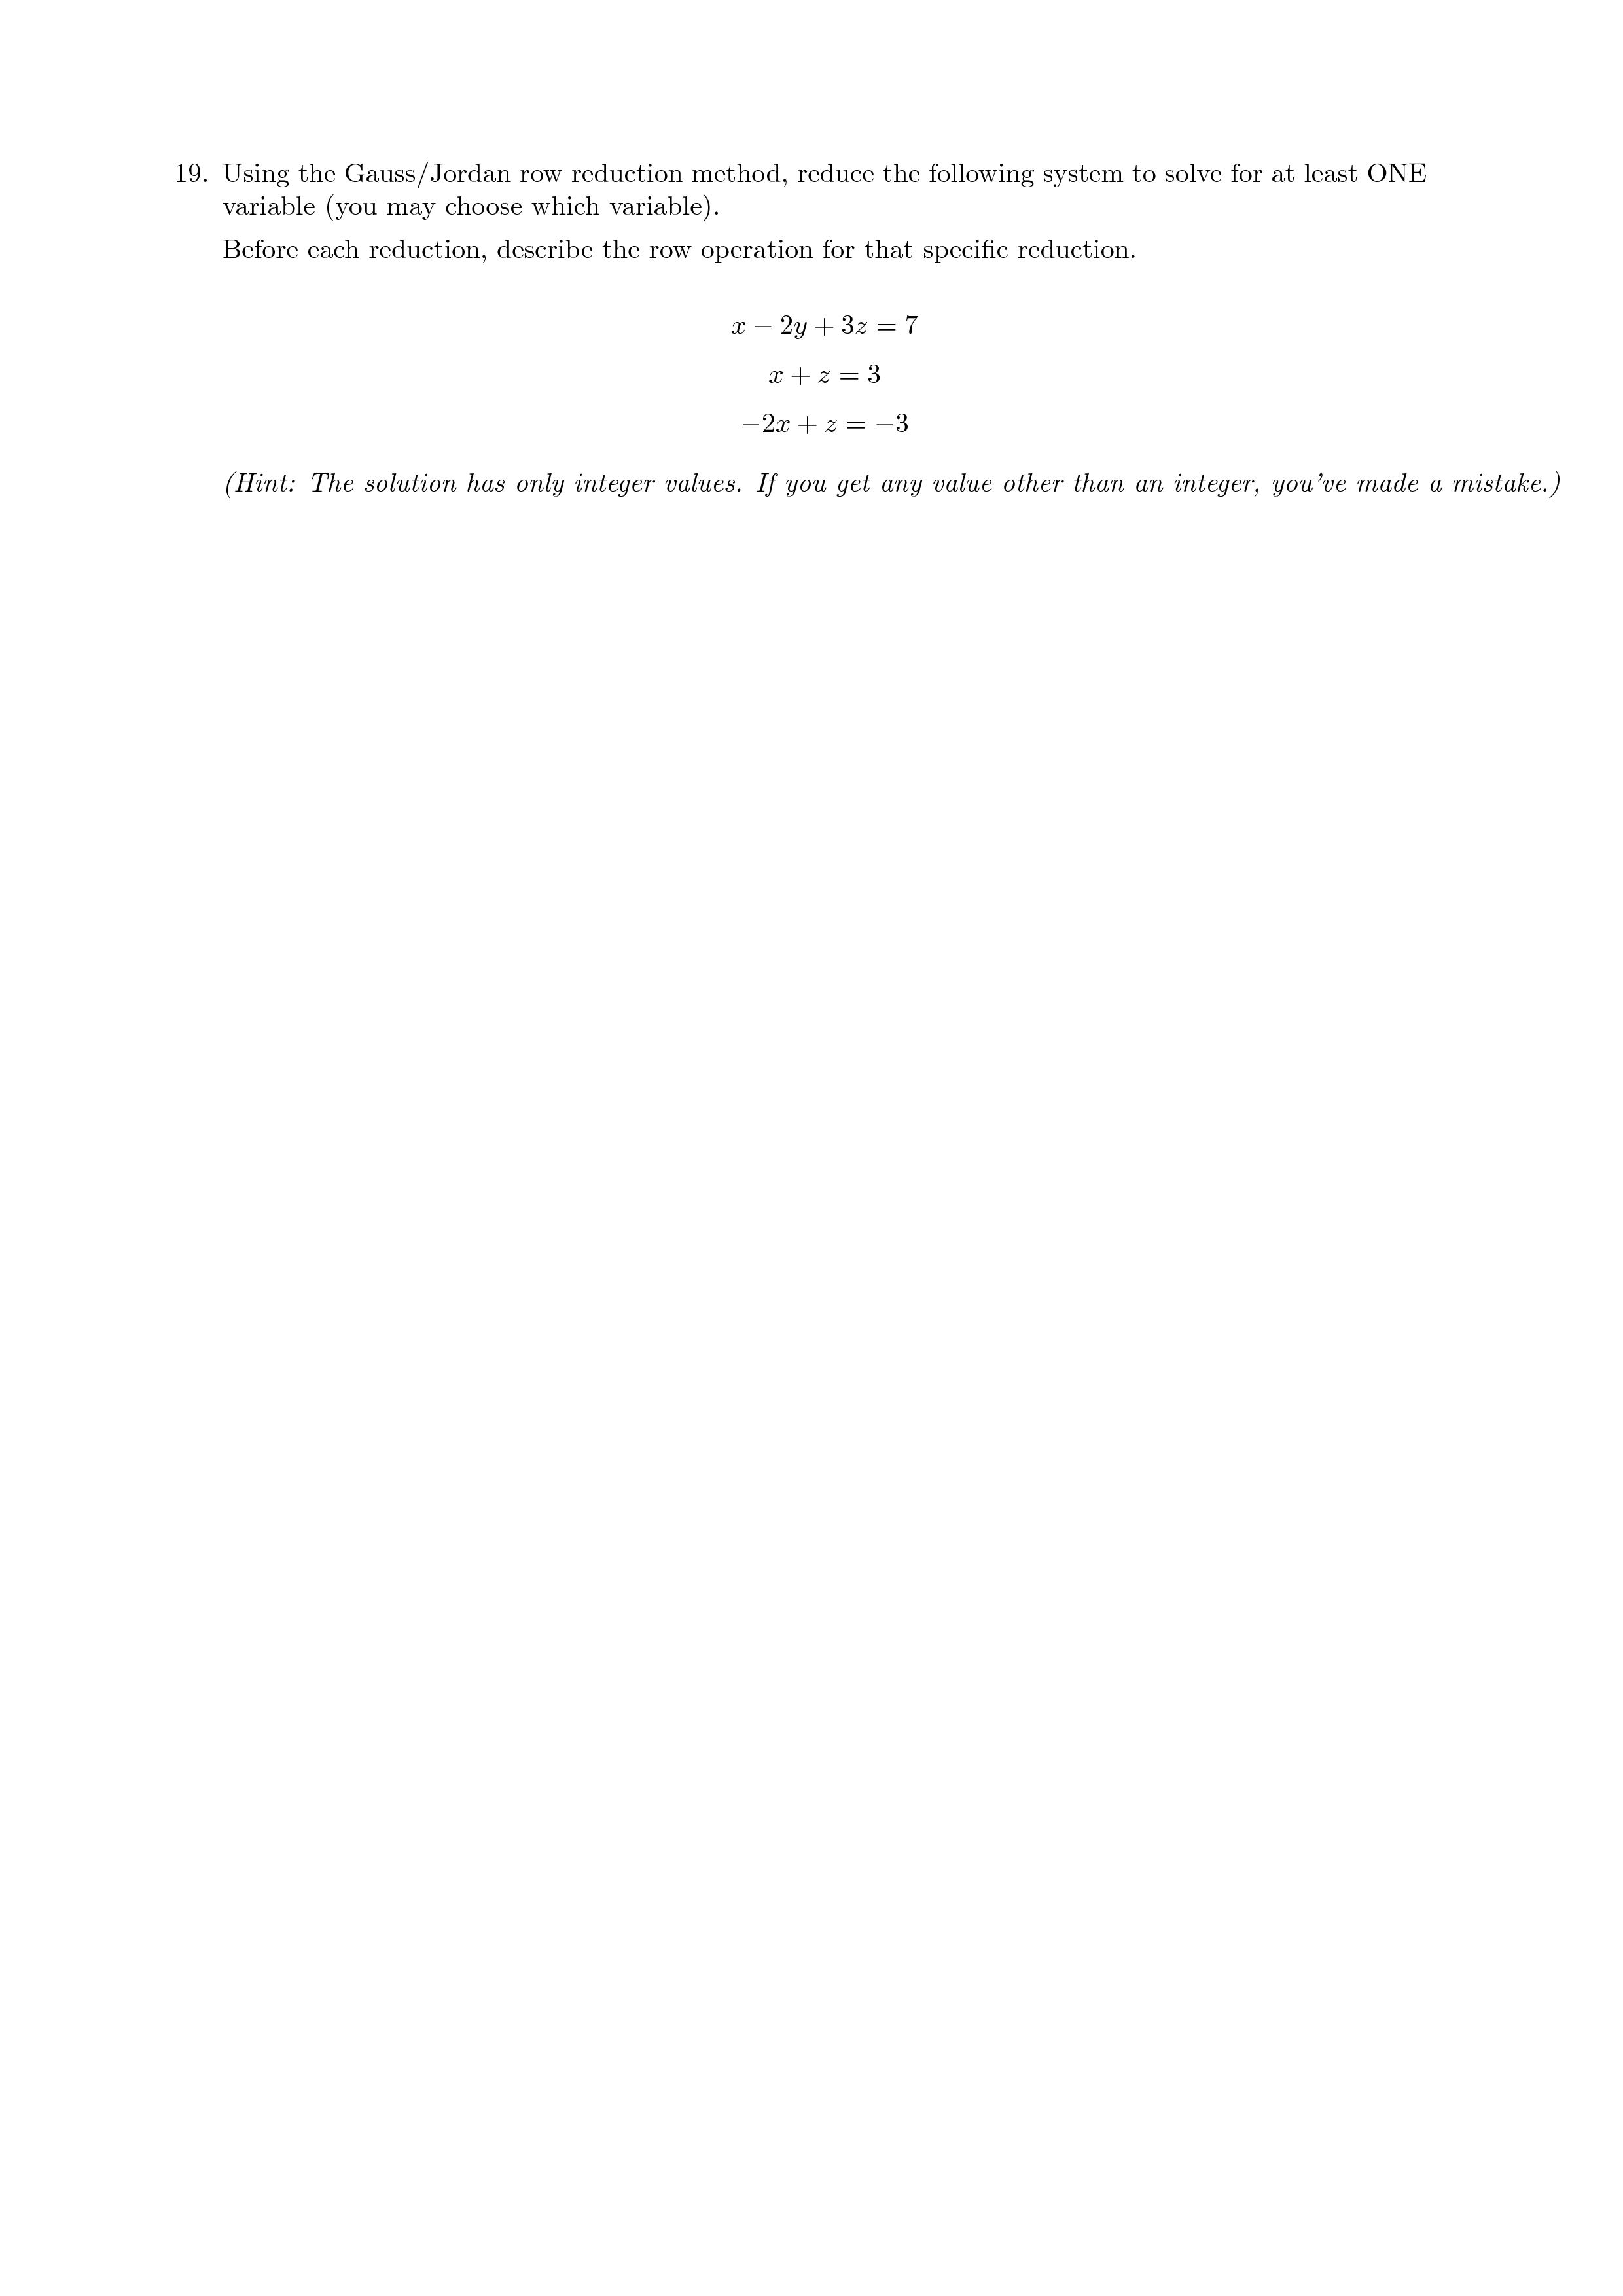 19. Using the Gauss/Jordan row reduction method, reduce the following system to solve for at least ONE
variable (you may choose which variable).
Before each reduction, describe the row operation for that specific reduction.
x − 2y + 3z = 7
x + z = 3
−2x + z = −3
(Hint: The solution has only integer values. If you get any value other than an integer, you've made a mistake.)